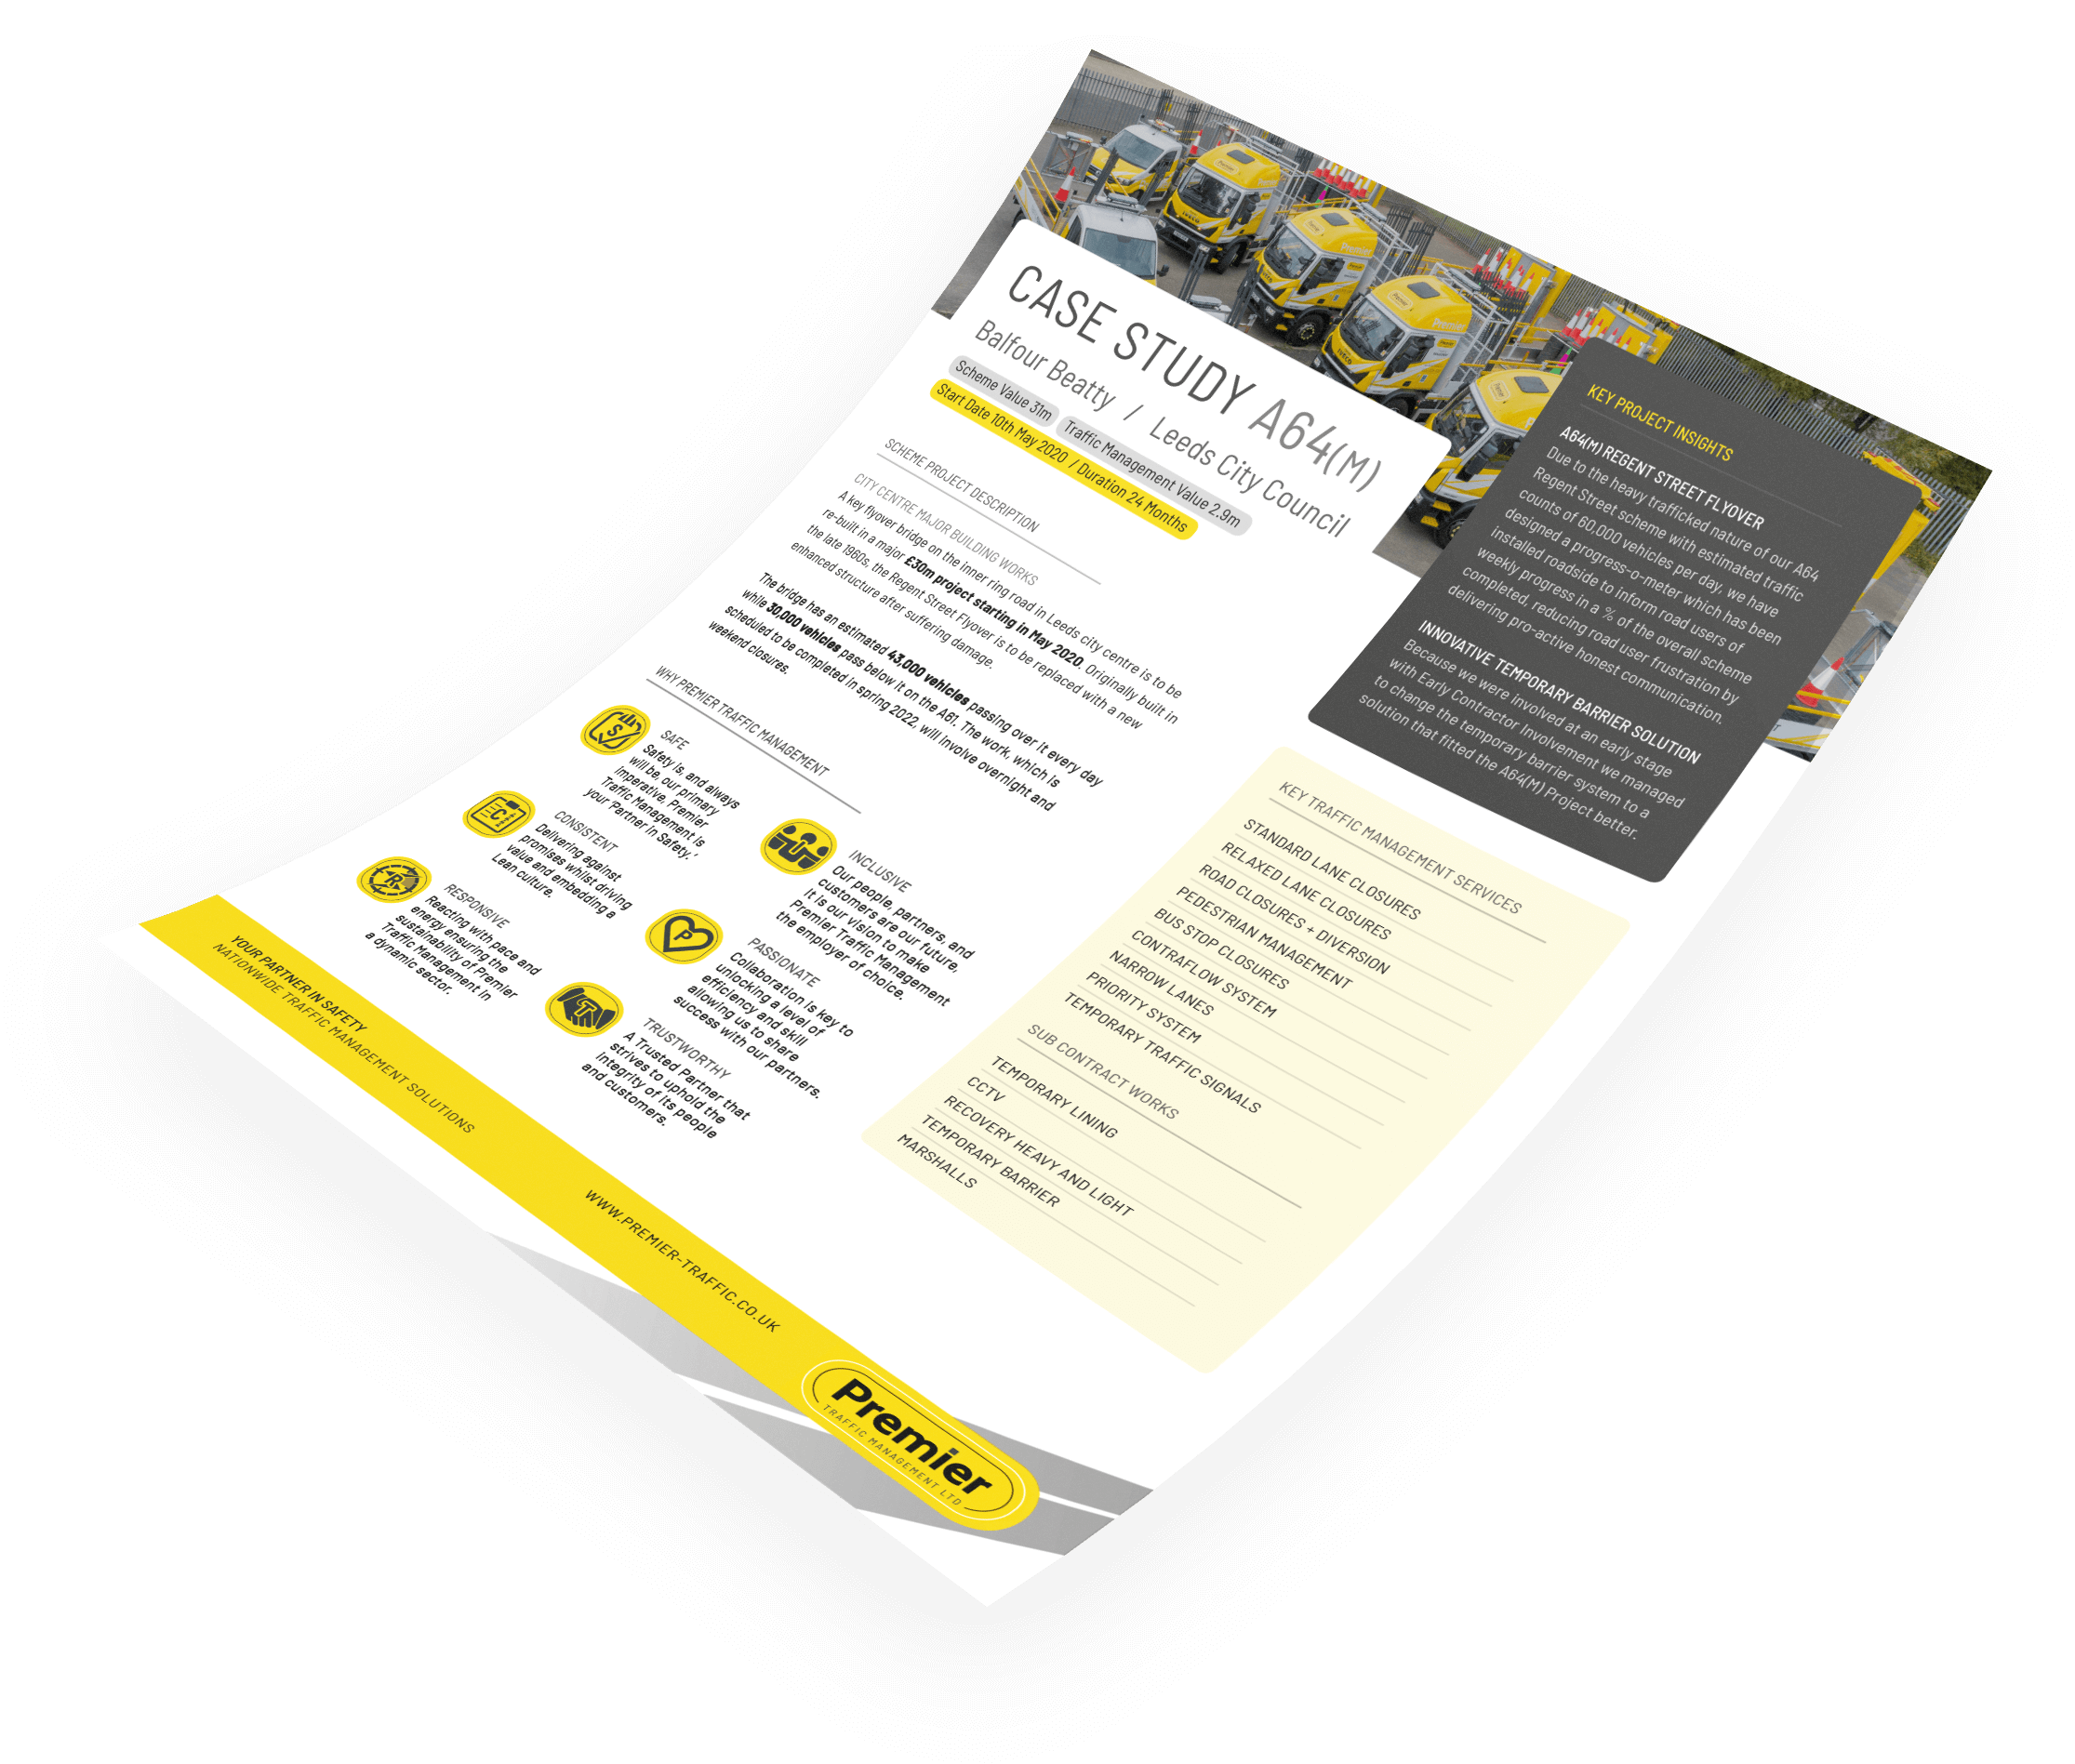 CASE STUDY A64(M)
Balfour Beatty / Leeds City Council
Scheme Value 31m
Traffic Management Value 2.9m
Start Date 10th May 2020 / Duration 24 Months
SCHEME PROJECT DESCRIPTION
CITY CENTRE MAJOR BUILDING WORKS
A key flyover bridge on the inner ring road in Leeds city centre is to be
re-built in a major £30m project starting in May 2020. Originally built in
the late 1960s, the Regent Street Flyover is to be replaced with a new
enhanced structure after suffering damage.
The bridge has an estimated 43,000 vehicles passing over it every day
while 30,000 vehicles pass below it on the A61. The work, which is
scheduled to be completed in spring 2022, will involve overnight and
weekend closures.
WHY PREMIER TRAFFIC MANAGEMENT
SAFE
Safety is, and always
will be, our primary
imperative, Premier
Traffic Management is
your 'Partner in Safety.'
CONSISTENT
Delivering against
promises whilst driving
value and embedding a
Lean culture.
RESPONSIVE
Reacting with pace and
energy ensuring the
sustainability of Premier
Traffic Management in
a dynamic sector.
INCLUSIVE
Our people, partners, and
customers are our future,
It is our vision to make
Premier Traffic Management
the employer of choice.
PASSIONATE
Collaboration is key to
unlocking a level of
efficiency and skill
allowing us to share
success with our partners.
TRUSTWORTHY
A Trusted Partner that
strives to uphold the
integrity of its people
and customers.
S
C
R
P
T
KEY PROJECT INSIGHTS
A64(M) REGENT STREET FLYOVER
Due to the heavy trafficked nature of our A64
Regent Street scheme with estimated traffic
counts of 60,000 vehicles per day, we have
designed a progress-o-meter which has been
installed roadside to inform road users of
weekly progress in a % of the overall scheme
completed, reducing road user frustration by
delivering pro-active honest communication.
INNOVATIVE TEMPORARY BARRIER SOLUTION
Because we were involved at an early stage
with Early Contractor Involvement we managed
to change the temporary barrier system to a
solution that fitted the A64(M) Project better.
KEY TRAFFIC MANAGEMENT SERVICES
STANDARD LANE CLOSURES
RELAXED LANE CLOSURES
ROAD CLOSURES + DIVERSION
PEDESTRIAN MANAGEMENT
BUS STOP CLOSURES
CONTRAFLOW SYSTEM
NARROW LANES
PRIORITY SYSTEM
TEMPORARY TRAFFIC SIGNALS
SUB CONTRACT WORKS
TEMPORARY LINING
CCTV
RECOVERY HEAVY AND LIGHT
TEMPORARY BARRIER
MARSHALLS
YOUR PARTNER IN SAFETY
NATIONWIDE TRAFFIC MANAGEMENT SOLUTIONS
WWW.PREMIER-TRAFFIC.CO.UK
Premier
TRAFFIC MANAGEMENT LTD